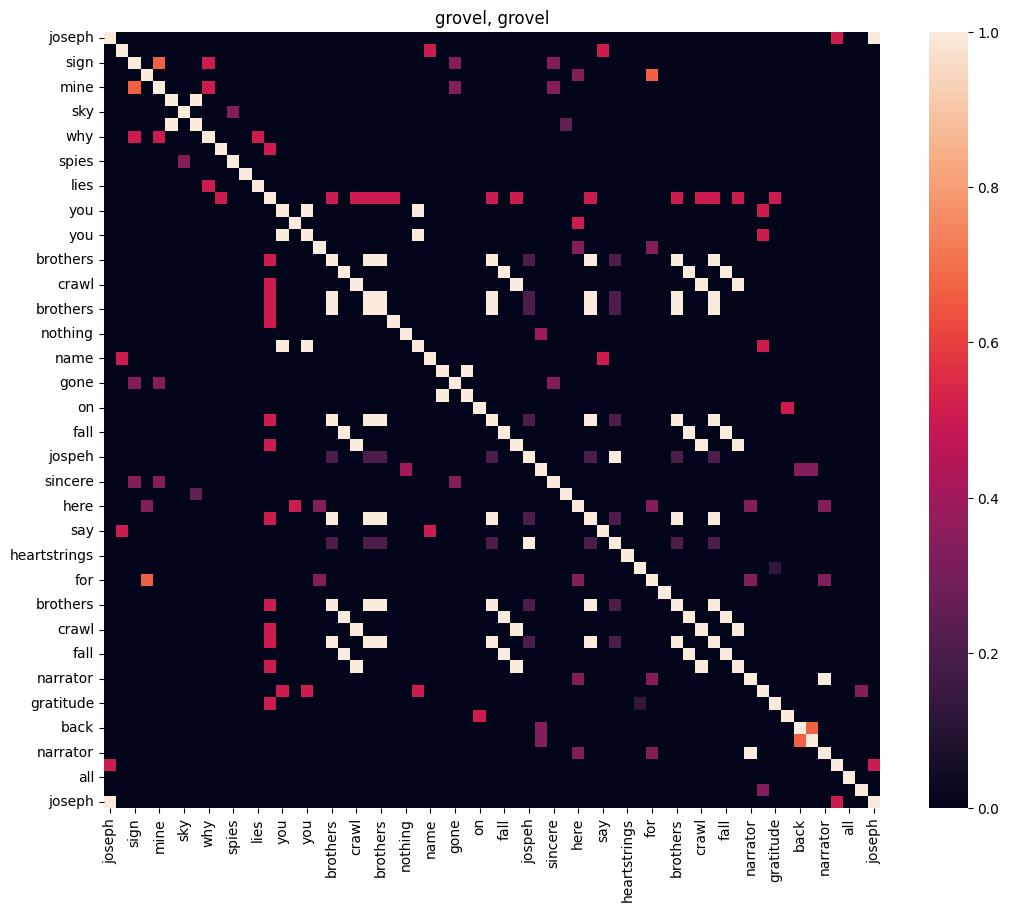 grovel, grovel
joseph
sign
mine
sky
why
spies
lies
you
you
brothers
crawl
brothers
nothing
name
gone
on
fall
jospeh
sincere
here
say
heartstrings
for
brothers
crawl
fall
narrator
gratitude
back
narrator
all
joseph
joseph
sign
mine
sky
why
spies
lies
you
you
brothers
crawl
brothers
nothing
name
gone
on
fall
jospeh
sincere
here
say
heartstrings
for
brothers
crawl
fall
narrator
gratitude
back
narrator
all
joseph
1.0
0.8
0.6
0.4
0.2
0.0